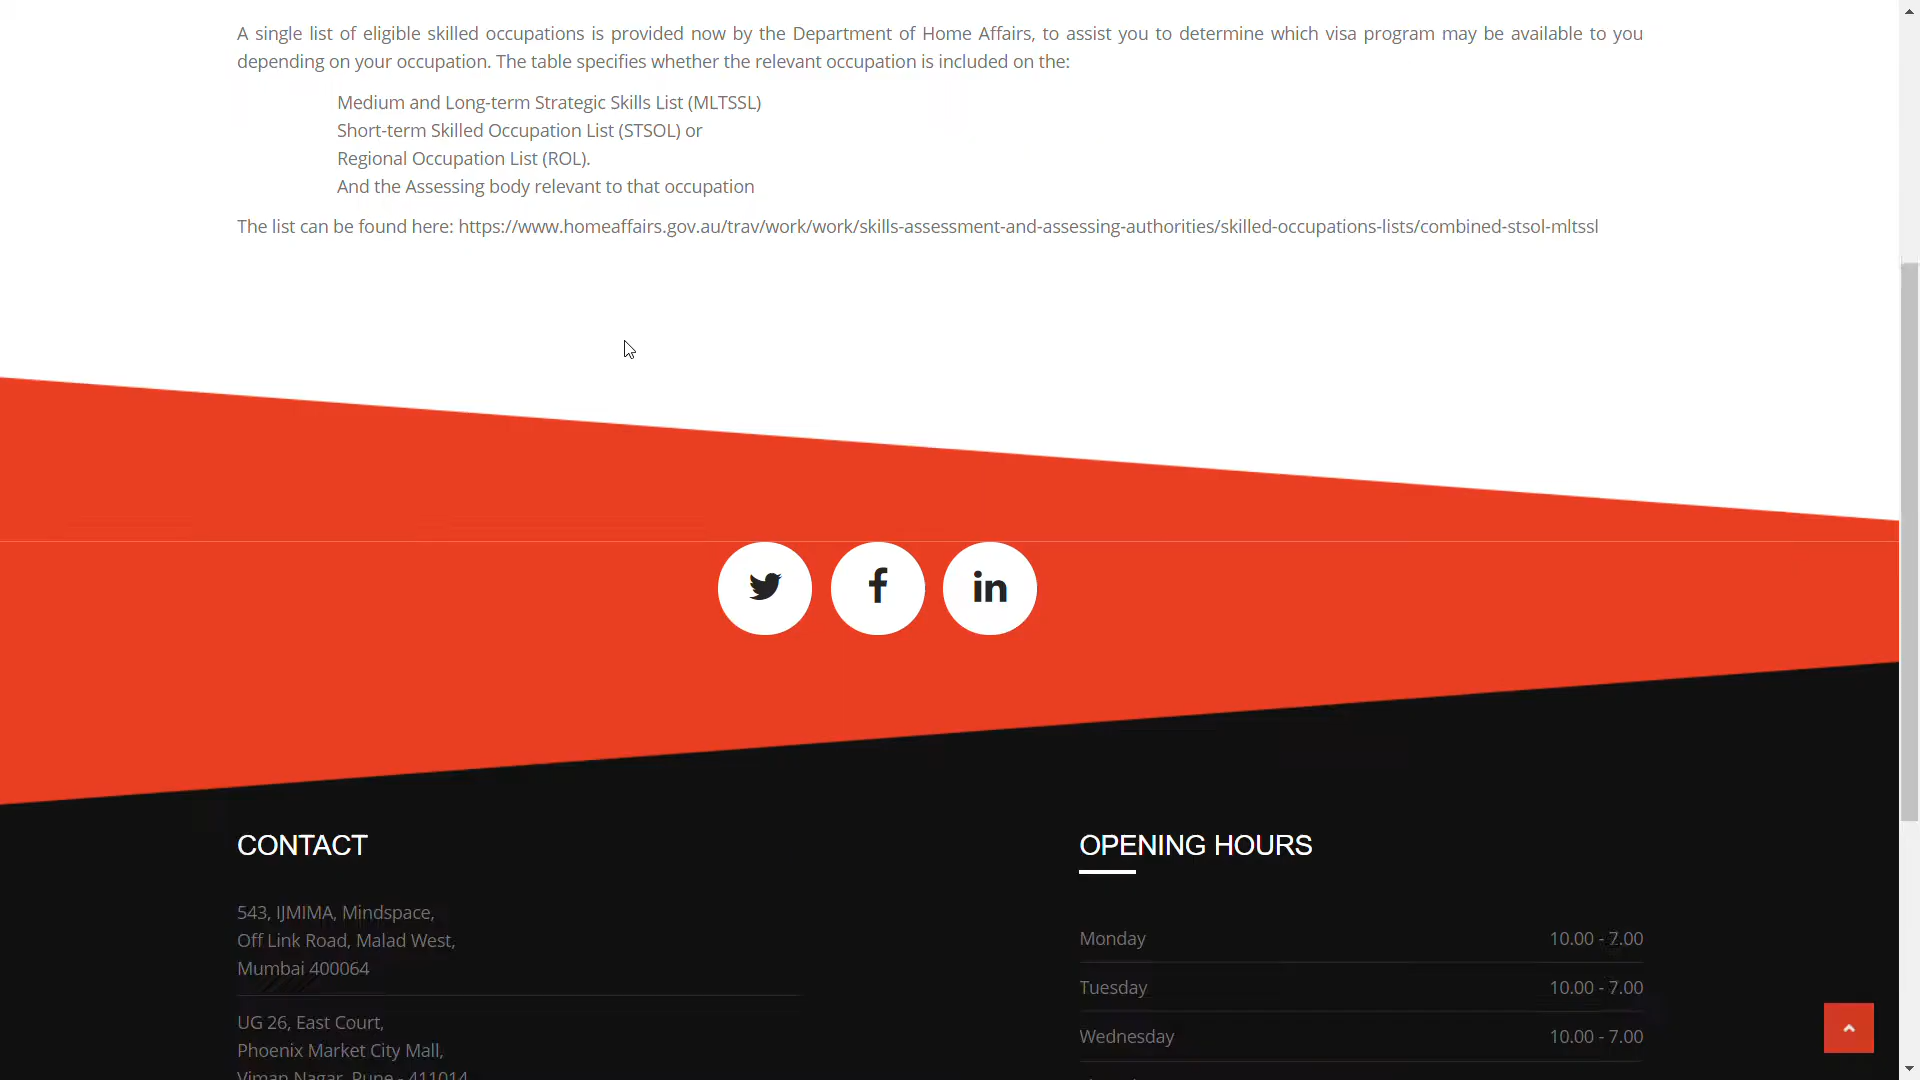 A single list of eligible skilled occupations is provided now by the Department of Home Affairs, to assist you to determine which visa program may be available to you
depending on your occupation. The table specifies whether the relevant occupation is included on the:
Medium and Long-term Strategic Skills List (MLTSSL)
Short-term Skilled Occupation List (STSOL) or
Regional Occupation List (ROL).
And the Assessing body relevant to that occupation
The list can be found here: https://www.homeaffairs.gov.au/trav/work/work/skills-assessment-and-assessing-authorities/skilled-occupations-lists/combined-stsol-mltssl
in
CONTACT
543, IJMIMA, Mindspace,
Off Link Road, Malad West,
Mumbai 400064
UG 26, East Court,
Phoenix Market City Mall,
Viman Nagar, Pune - 411014
OPENING HOURS
Monday 10.00 - 7.00
Tuesday 10.00 - 7.00
Wednesday 10.00 - 7.00